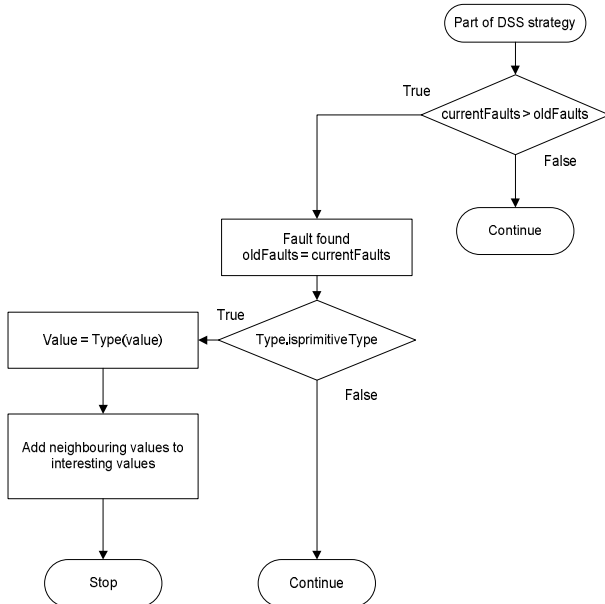 Part of DSS strategy
True
currentFaults > oldFaults
False
Continue
Fault found
oldFaults = currentFaults
True
Type.isprimitiveType
Value = Type(value)
False
Add neighbouring values to
interesting values
Stop
Continue